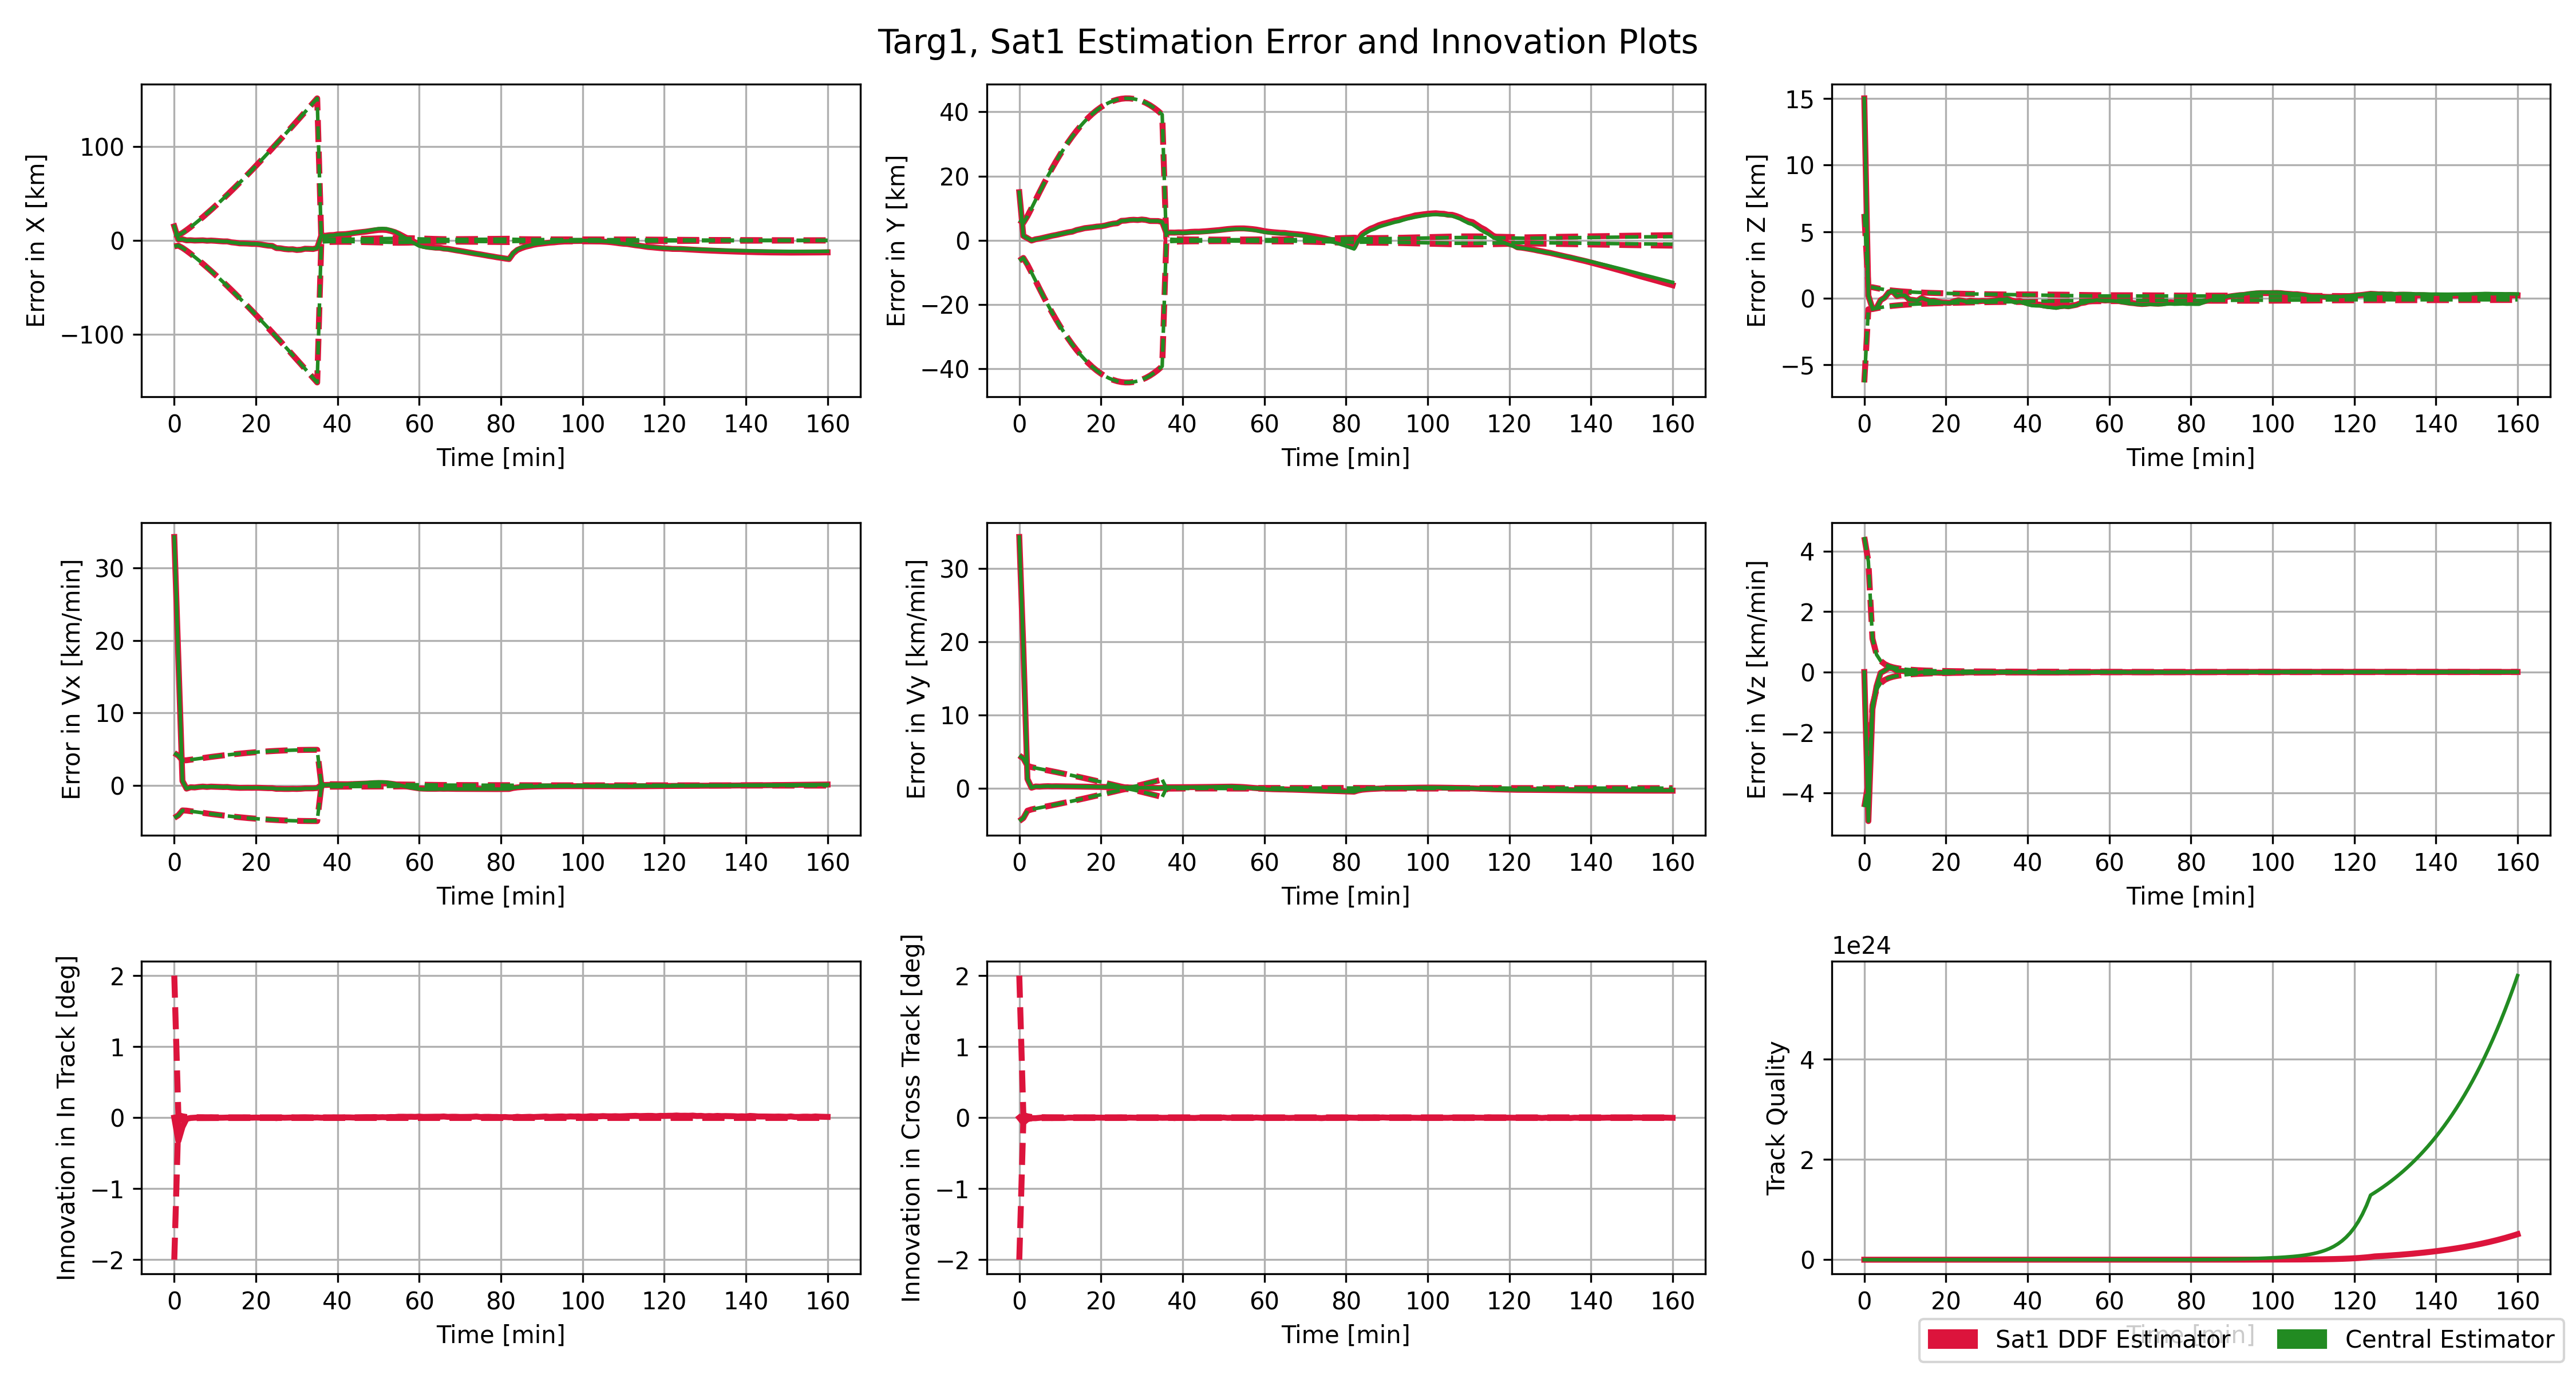 Targ1, Sat1 Estimation Error and Innovation Plots
Error in X [km]
100
0
−100
0 20 40 60 80 100 120 140 160
Time [min]
Error in Y [km]
40
20
0
−20
−40
0 20 40 60 80 100 120 140 160
Time [min]
Error in Z [km]
15
10
5
0
−5
0 20 40 60 80 100 120 140 160
Time [min]
Error in Vx [km/min]
30
20
10
0
0 20 40 60 80 100 120 140 160
Time [min]
Error in Vy [km/min]
30
20
10
0
0 20 40 60 80 100 120 140 160
Time [min]
Error in Vz [km/min]
4
2
0
−2
−4
0 20 40 60 80 100 120 140 160
Time [min]
Innovation in In Track [deg]
2
1
0
−1
−2
0 20 40 60 80 100 120 140 160
Time [min]
Innovation in Cross Track [deg]
2
1
0
−1
−2
0 20 40 60 80 100 120 140 160
Time [min]
1e24
Track Quality
4
2
0
0 20 40 60 80 100 120 140 160
Time [min]
Sat1 DDF Estimator
Central Estimator